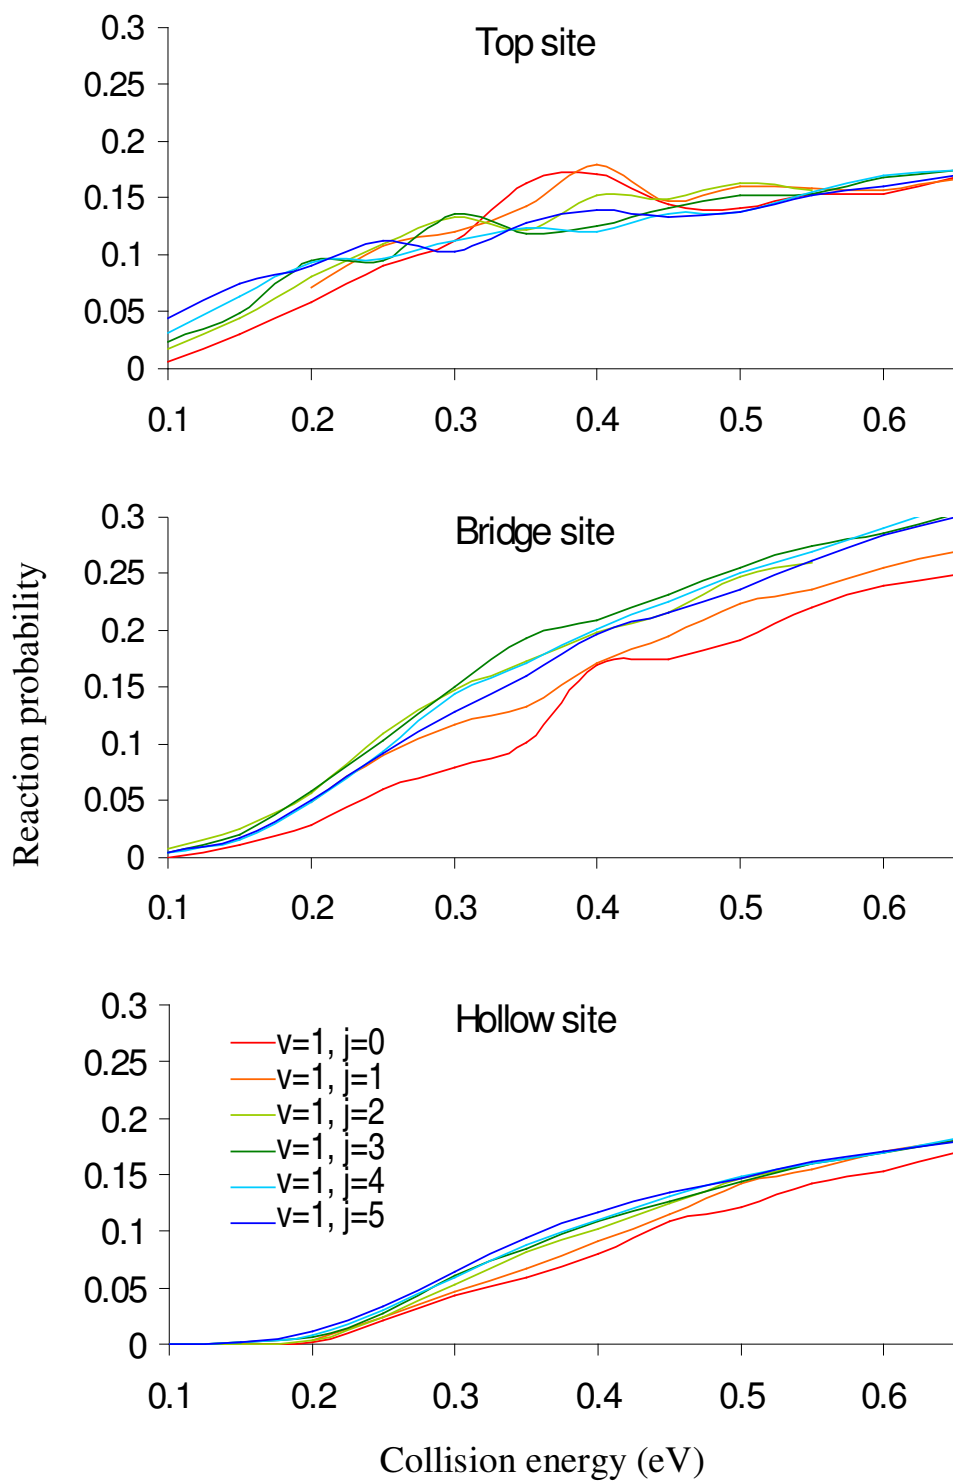 Top site
0.3
0.25
0.2
0.15
0.1
0.05
0
0.1 0.2 0.3 0.4 0.5 0.6
Bridge site
0.3
0.25
0.2
0.15
0.1
0.05
0
0.1 0.2 0.3 0.4 0.5 0.6
Reaction probability
Hollow site
0.3
0.25
0.2
0.15
0.1
0.05
0
v=1, j=0
v=1, j=1
v=1, j=2
v=1, j=3
v=1, j=4
v=1, j=5
0.1 0.2 0.3 0.4 0.5 0.6
Collision energy (eV)